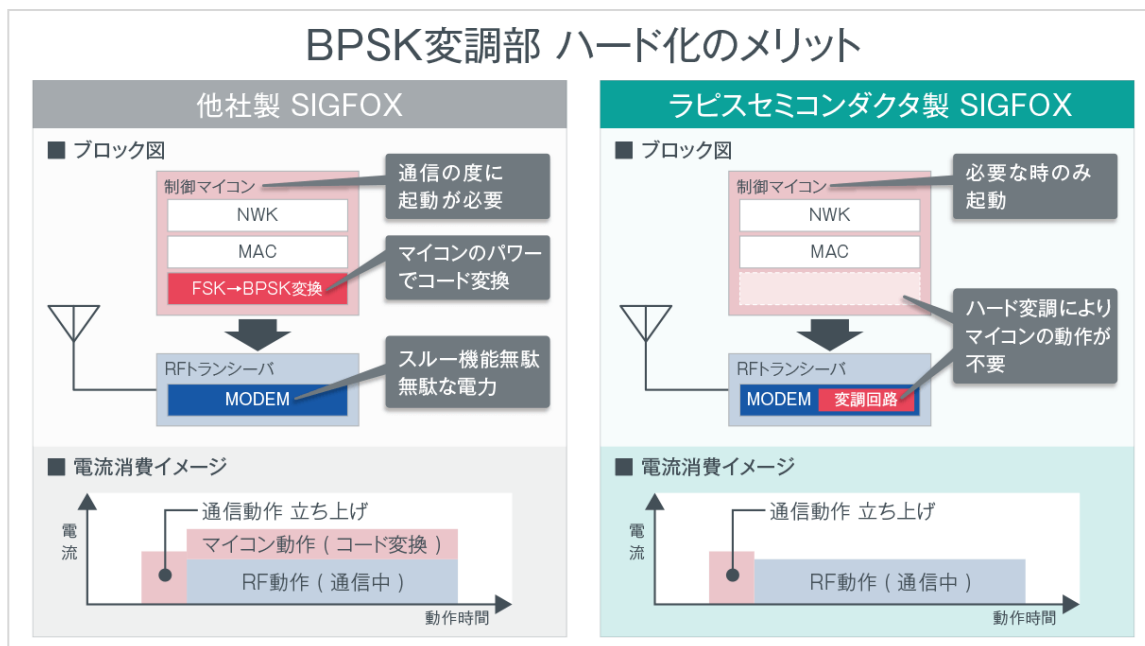 BPSK変調部 ハード化のメリット
他社製 SIGFOX
■ ブロック図
制御マイコン
通信の度に
起動が必要
NWK
MAC
マイコンのパワー
でコード変換
FSK→BPSK変換
RFトランシーバ
スルー機能無駄
無駄な電力
MODEM
■ 電流消費イメージ
電流
通信動作 立ち上げ
マイコン動作 ( コード変換 )
RF動作 ( 通信中 )
動作時間
ラピスセミコンダクタ製 SIGFOX
■ ブロック図
制御マイコン
必要な時のみ
起動
NWK
MAC
ハード変調により
マイコンの動作が
不要
RFトランシーバ
MODEM
変調回路
■ 電流消費イメージ
電流
通信動作 立ち上げ
RF動作 ( 通信中 )
動作時間